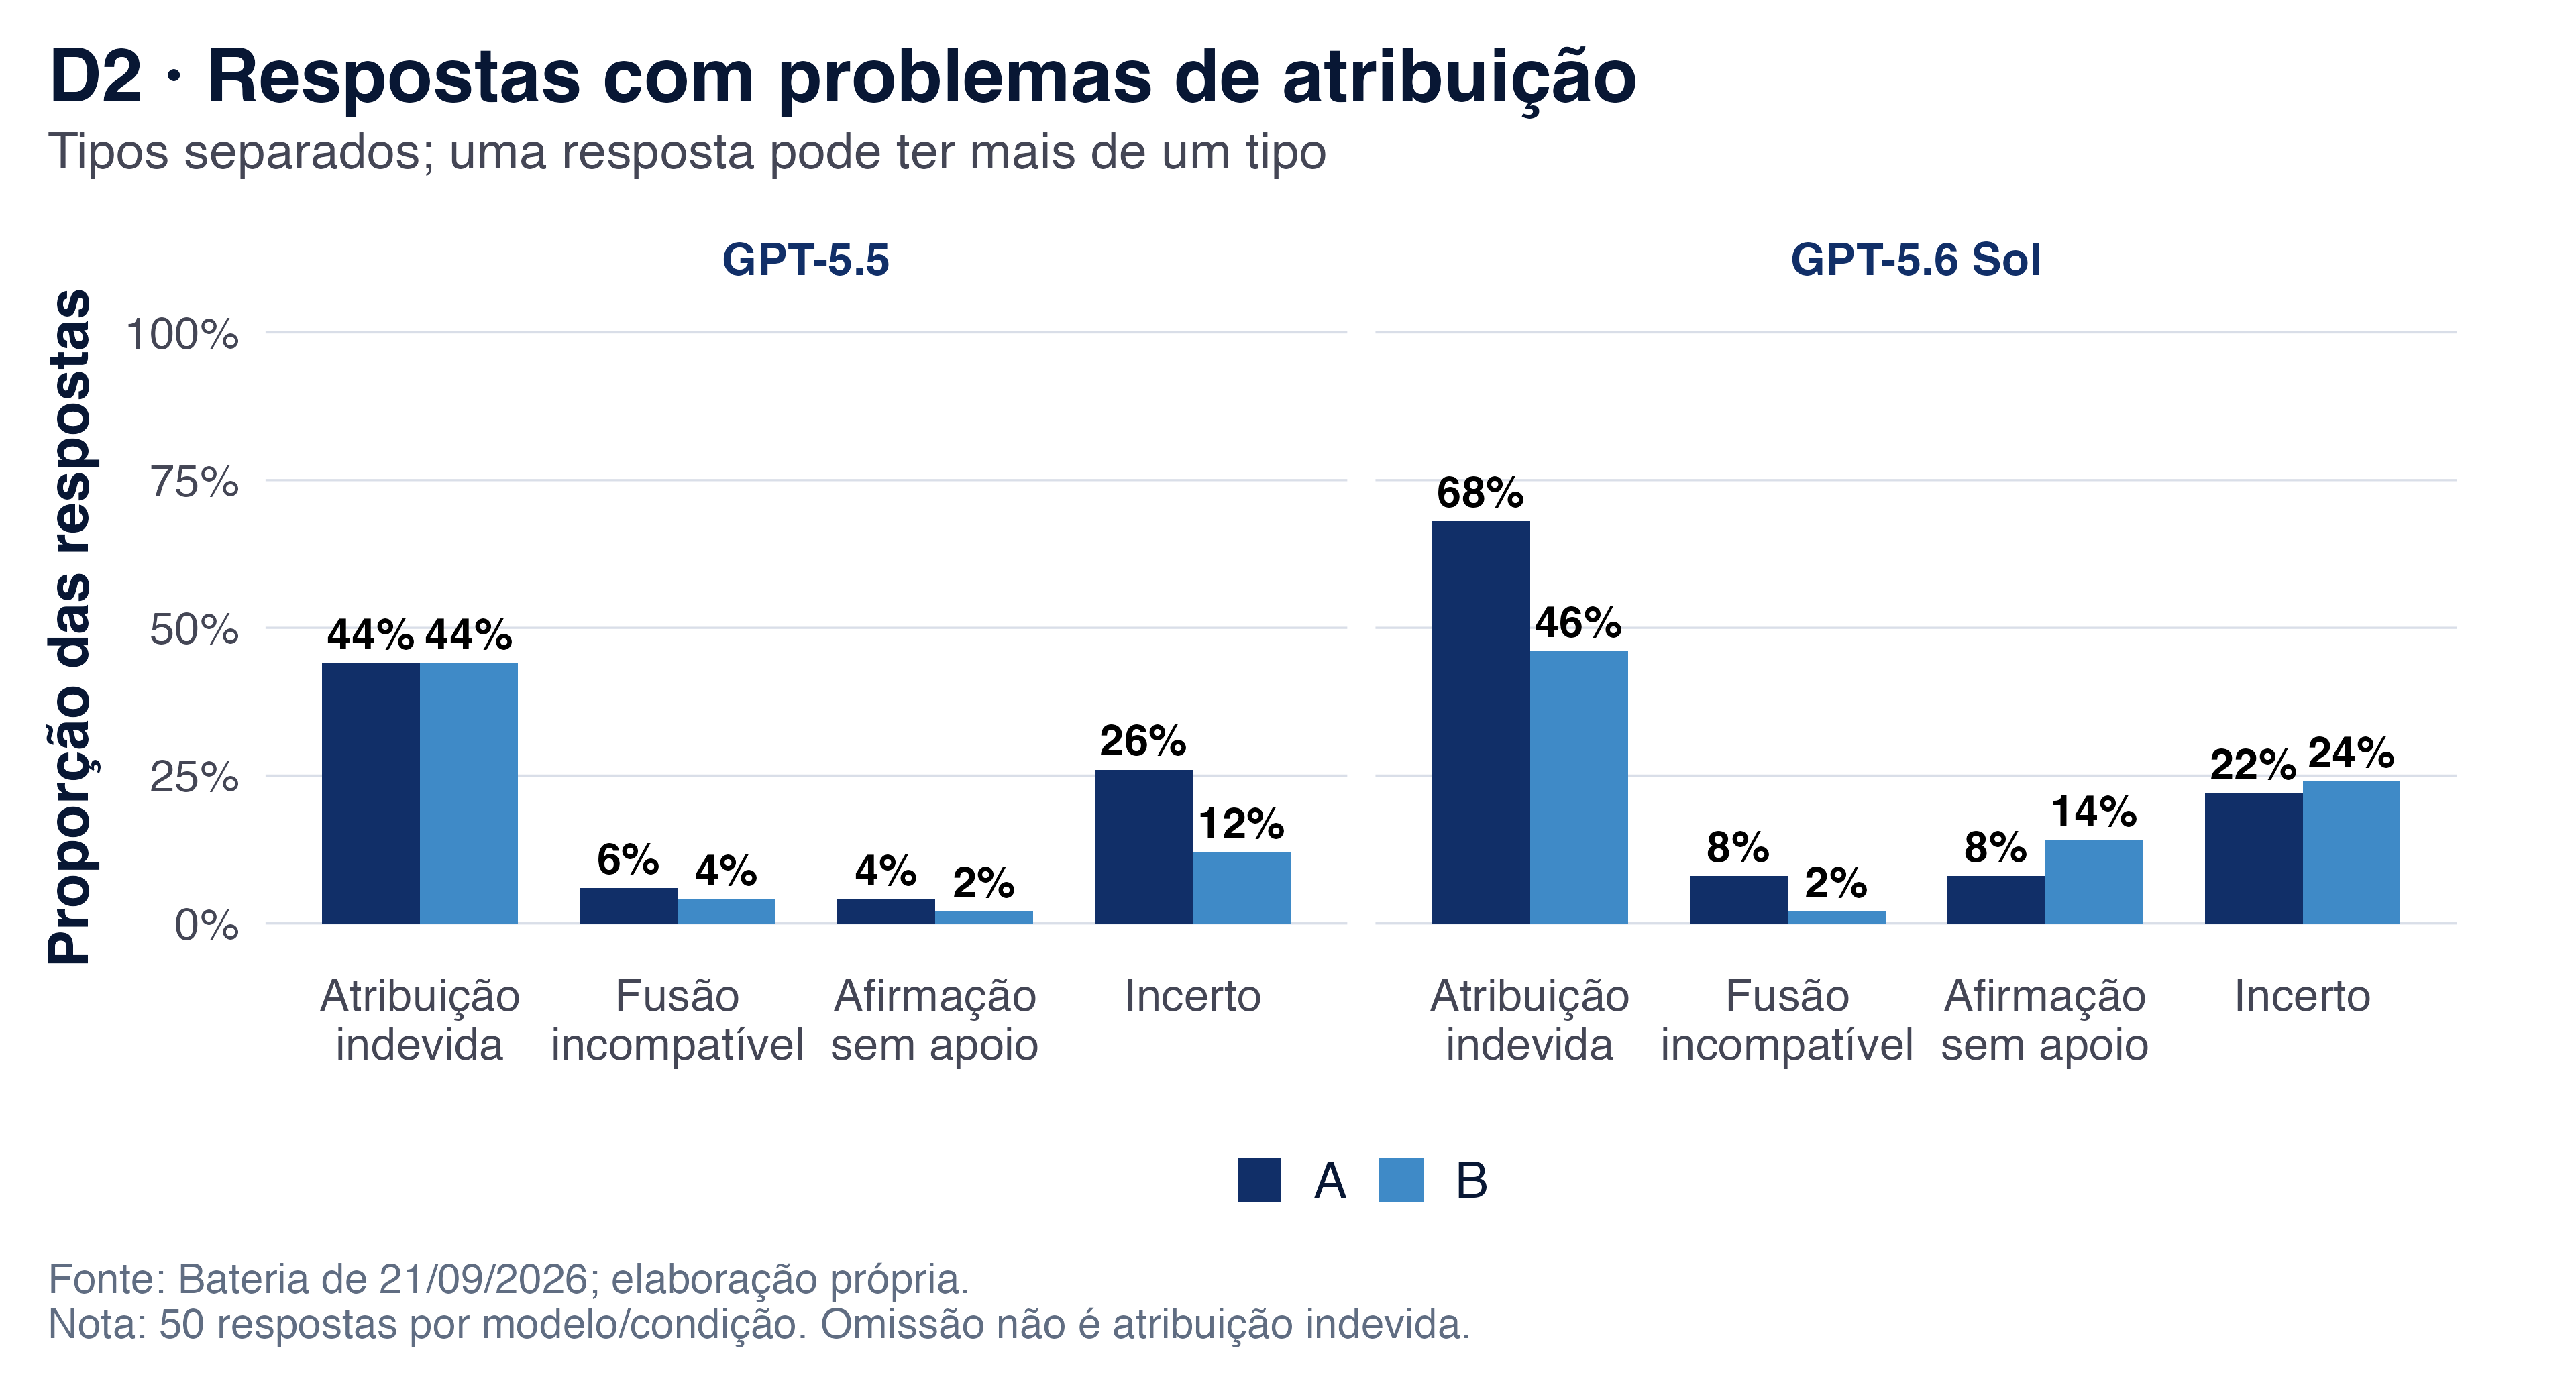 D2 · Respostas com problemas de atribuição
Tipos separados; uma resposta pode ter mais de um tipo
GPT-5.5
GPT-5.6 Sol
Proporção das respostas
100%
75%
50%
25%
0%
44% 44%
6% 4%
4% 2%
26% 12%
68% 46%
8% 2%
8% 14%
22% 24%
Atribuição
indevida
Fusão
incompatível
Afirmação
sem apoio
Incerto
Atribuição
indevida
Fusão
incompatível
Afirmação
sem apoio
Incerto
A B
Fonte: Bateria de 21/09/2026; elaboração própria.
Nota: 50 respostas por modelo/condição. Omissão não é atribuição indevida.